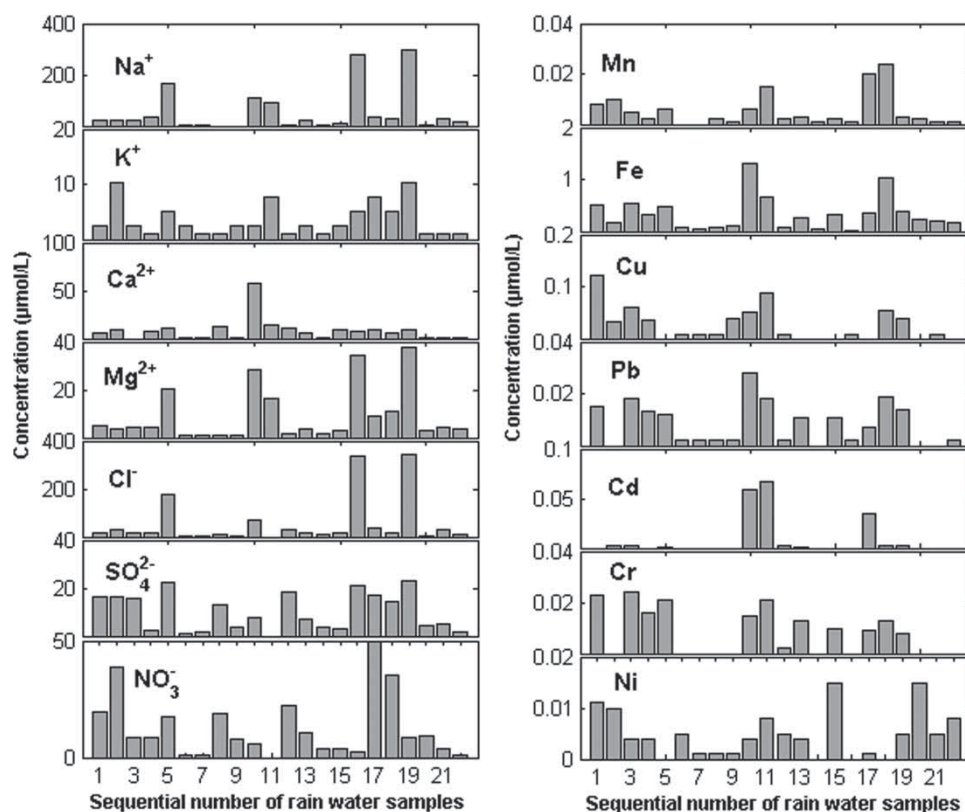 Concentration (µmol/L)
400
Na⁺
200
20
K⁺
10
100
Ca²⁺
50
40
Mg²⁺
20
400
Cl⁻
200
40
SO₄²⁻
20
50
NO₃⁻
0
1 3 5 7 9 11 13 15 17 19 21
Sequential number of rain water samples
Concentration (µmol/L)
0.04
Mn
0.02
2
Fe
1
0.2
Cu
0.1
0.04
Pb
0.02
0.1
Cd
0.05
0.04
Cr
0.02
0.02
Ni
0.01
0
1 3 5 7 9 11 13 15 17 19 21
Sequential number of rain water samples